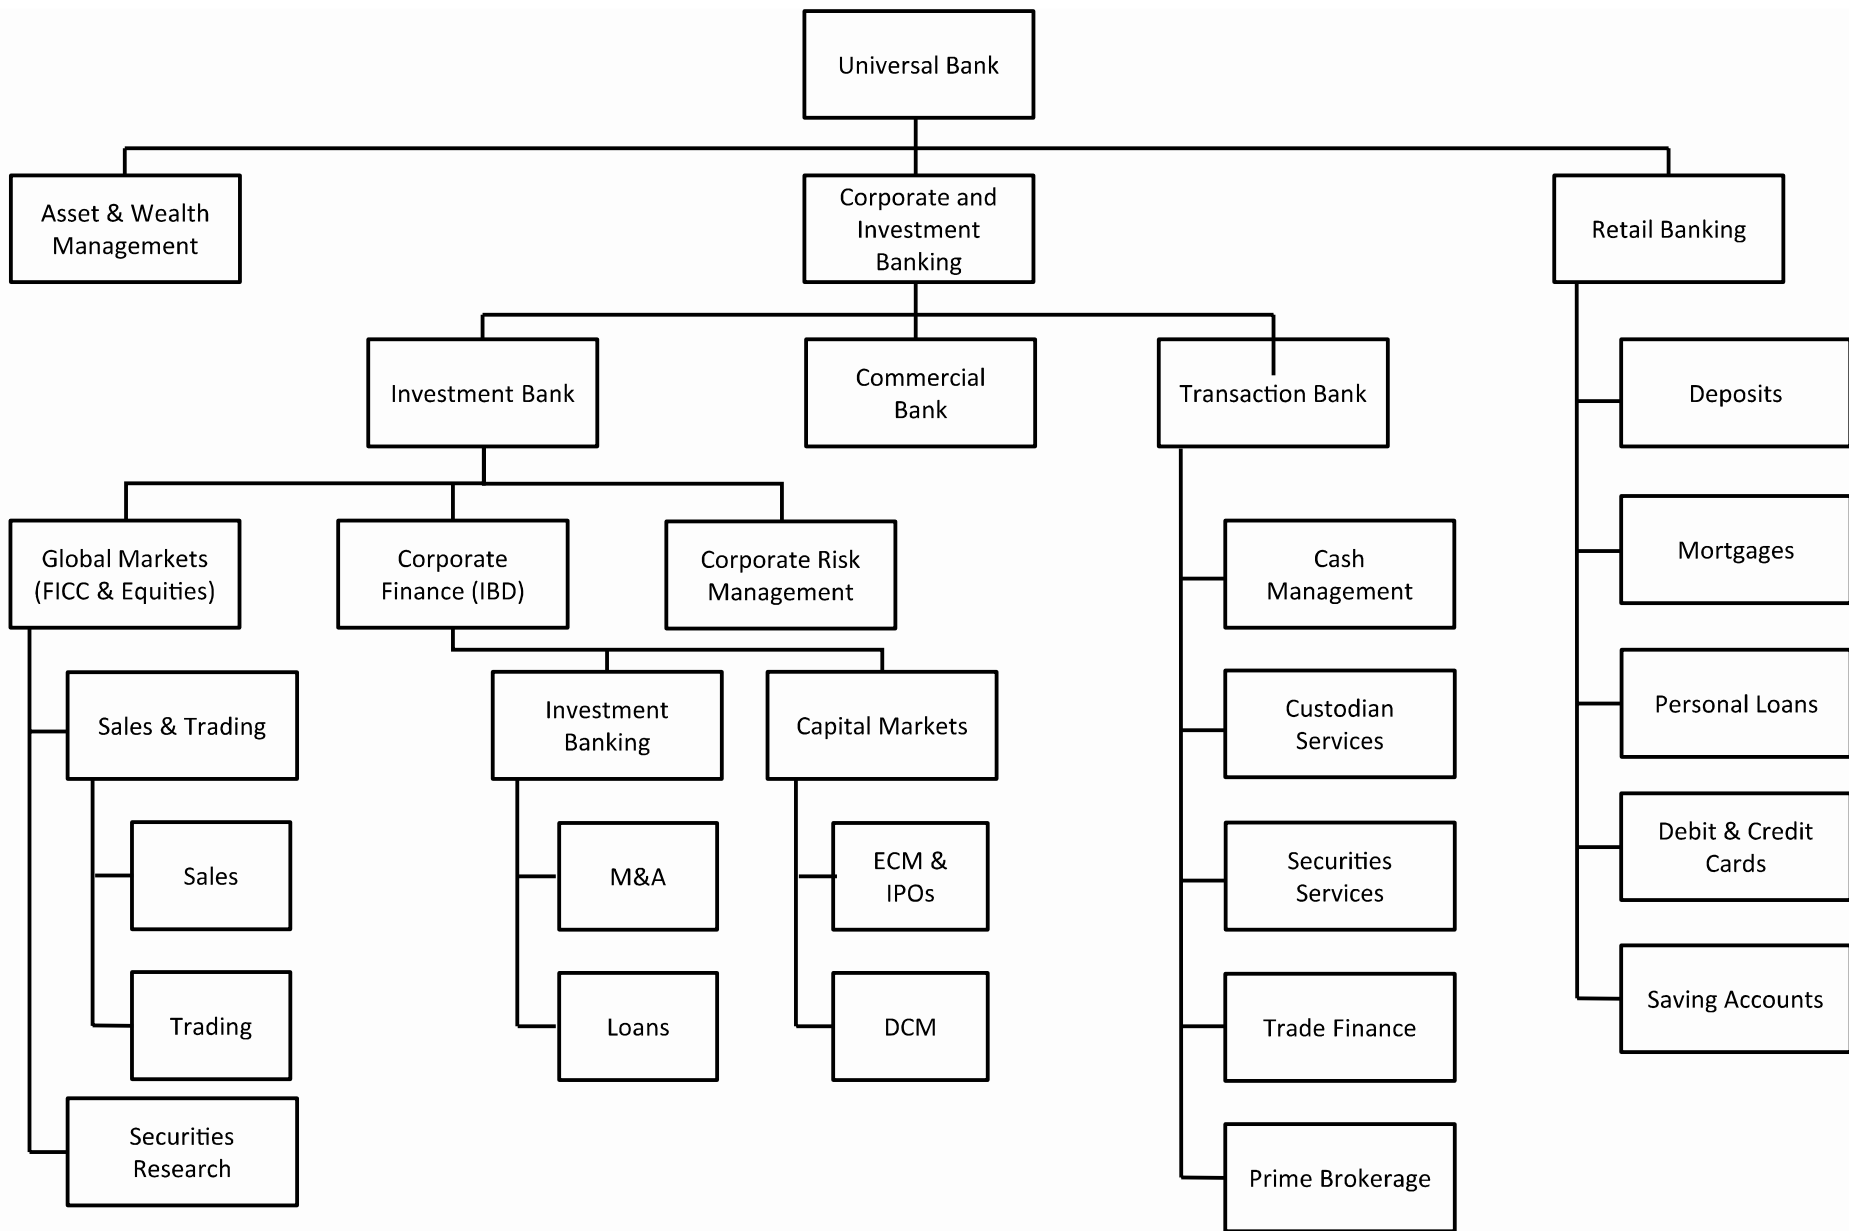 Universal Bank
Asset & Wealth
Management
Corporate and
Investment
Banking
Retail Banking
Investment Bank
Commercial
Bank
Transaction Bank
Deposits
Mortgages
Personal Loans
Debit & Credit
Cards
Saving Accounts
Global Markets
(FICC & Equities)
Corporate
Finance (IBD)
Corporate Risk
Management
Cash
Management
Custodian
Services
Securities
Services
Trade Finance
Prime Brokerage
Sales & Trading
Sales
Trading
Securities
Research
Investment
Banking
M&A
Loans
Capital Markets
ECM &
IPOs
DCM